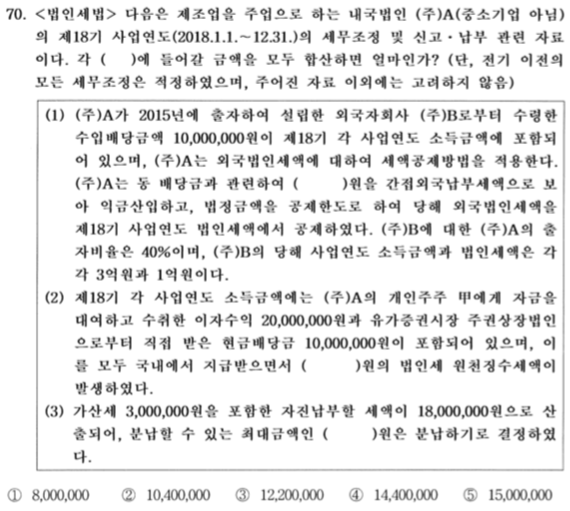 70. <법인세법> 다음은 제조업을 주업으로 하는 내국법인 (주)A(중소기업 아님)
의 제18기 사업연도(2018.1.1.~12.31.)의 세무조정 및 신고·납부 관련 자료
이다. 각 (    )에 들어갈 금액을 모두 합산하면 얼마인가? (단, 전기 이전의
모든 세무조정은 적정하였으며, 주어진 자료 이외에는 고려하지 않음)
(1) (주)A가 2015년에 출자하여 설립한 외국자회사 (주)B로부터 수령한
수입배당금액 10,000,000원이 제18기 각 사업연도 소득금액에 포함되
어 있으며, (주)A는 외국법인세액에 대하여 세액공제방법을 적용한다.
(주)A는 동 배당금과 관련하여 (    )원을 간접외국납부세액으로 보
아 익금산입하고, 법정금액을 공제한도로 하여 당해 외국법인세액을
제18기 사업연도 법인세액에서 공제하였다. (주)B에 대한 (주)A의 출
자비율은 40%이며, (주)B의 당해 사업연도 소득금액과 법인세액은 각
각 3억원과 1억원이다.
(2) 제18기 각 사업연도 소득금액에는 (주)A의 개인주주 甲에게 자금을
대여하고 수취한 이자수익 20,000,000원과 유가증권시장 주권상장법인
으로부터 직접 받은 현금배당금 10,000,000원이 포함되어 있으며, 이
를 모두 국내에서 지급받으면서 (    )원의 법인세 원천징수세액이
발생하였다.
(3) 가산세 3,000,000원을 포함한 자진납부할 세액이 18,000,000원으로 산
출되어, 분납할 수 있는 최대금액인 (    )원은 분납하기로 결정하였
다.
① 8,000,000 ② 10,400,000 ③ 12,200,000 ④ 14,400,000 ⑤ 15,000,000